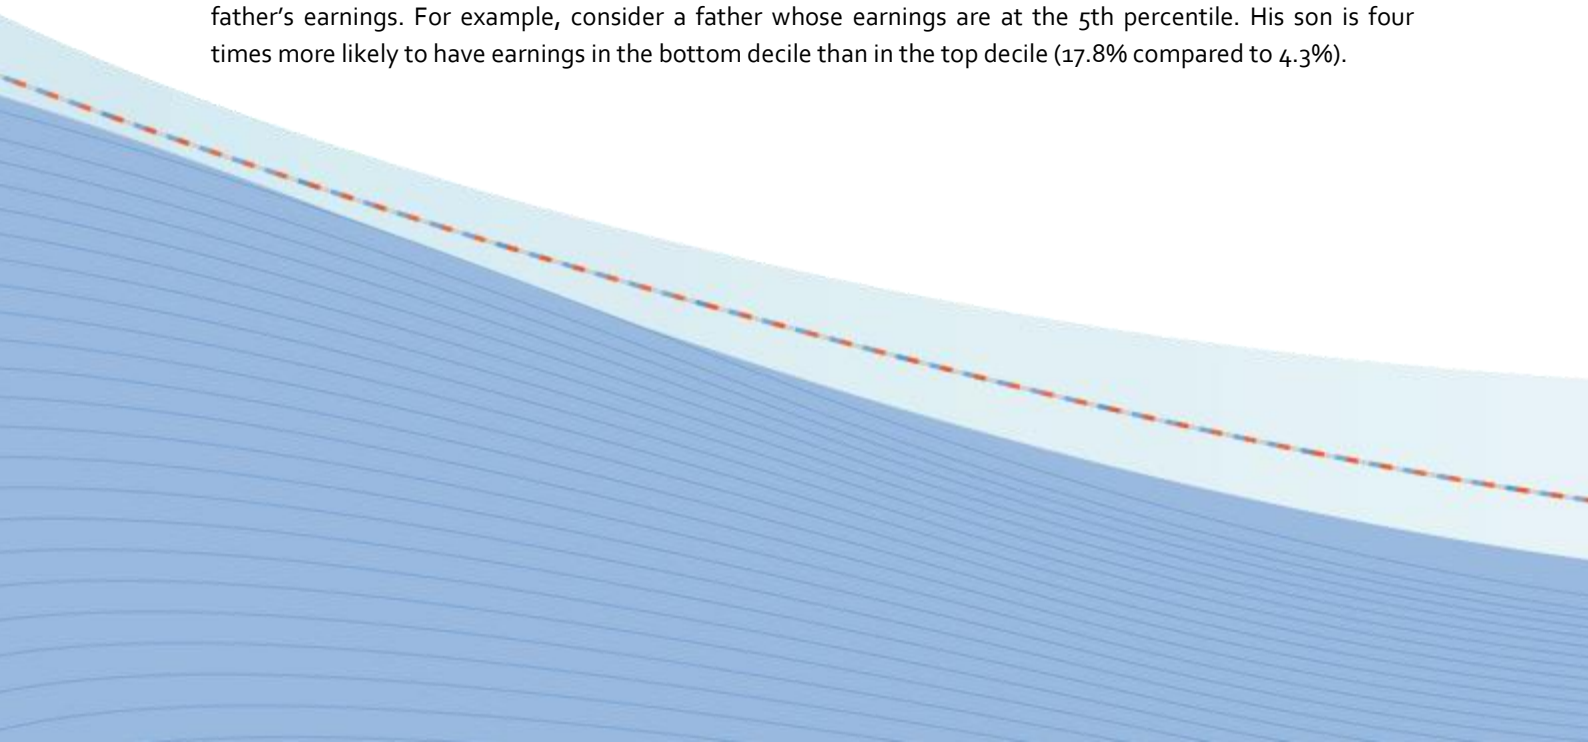 father’s earnings. For example, consider a father whose earnings are at the 5th percentile. His son is four
times more likely to have earnings in the bottom decile than in the top decile (17.8% compared to 4.3%).